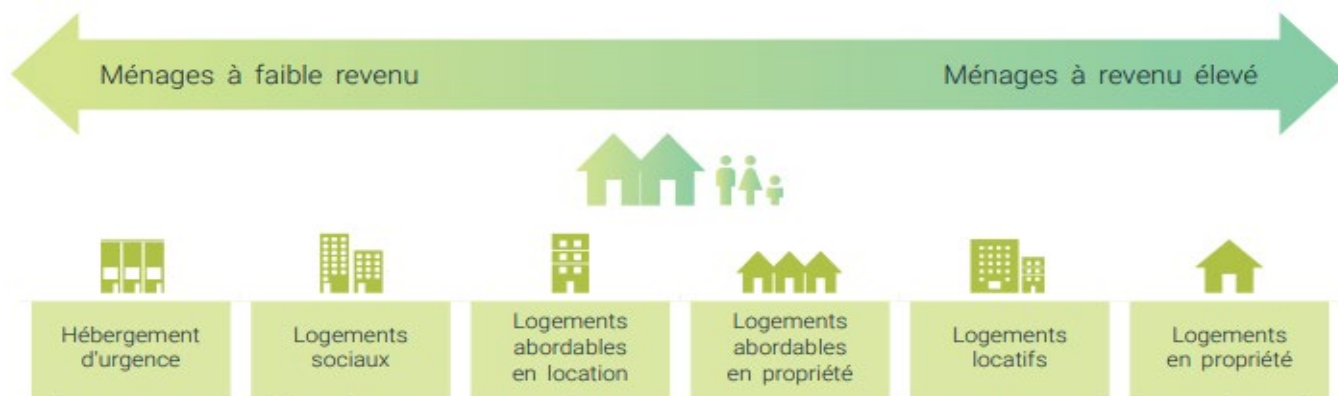 Ménages à faible revenu
Ménages à revenu élevé
Hébergement
d'urgence
Logements
sociaux
Logements
abordables
en location
Logements
abordables
en propriété
Logements
locatifs
Logements
en propriété